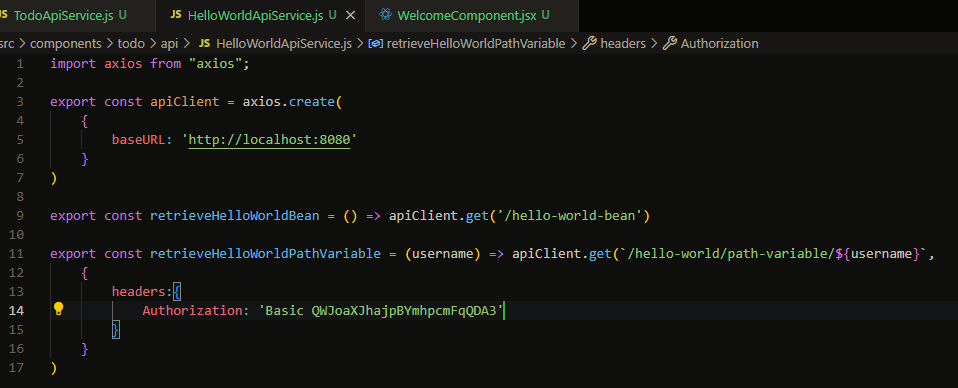 JS TodoApiService.js U JS HelloWorldApiService.js U × WelcomeComponent.jsx U
src > components > todo > api > JS HelloWorldApiService.js > retrieveHelloWorldPathVariable > headers > Authorization
1 import axios from "axios";
2
3 export const apiClient = axios.create(
4 {
5 baseURL: 'http://localhost:8080'
6 }
7 )
8
9 export const retrieveHelloWorldBean = () => apiClient.get('/hello-world-bean')
10
11 export const retrieveHelloWorldPathVariable = (username) => apiClient.get(`/hello-world/path-variable/${username}`,
12 {
13 headers:{
14 Authorization: 'Basic QWJoaXJhajpBYmhpcmFqQDA3'
15 }
16 }
17 )